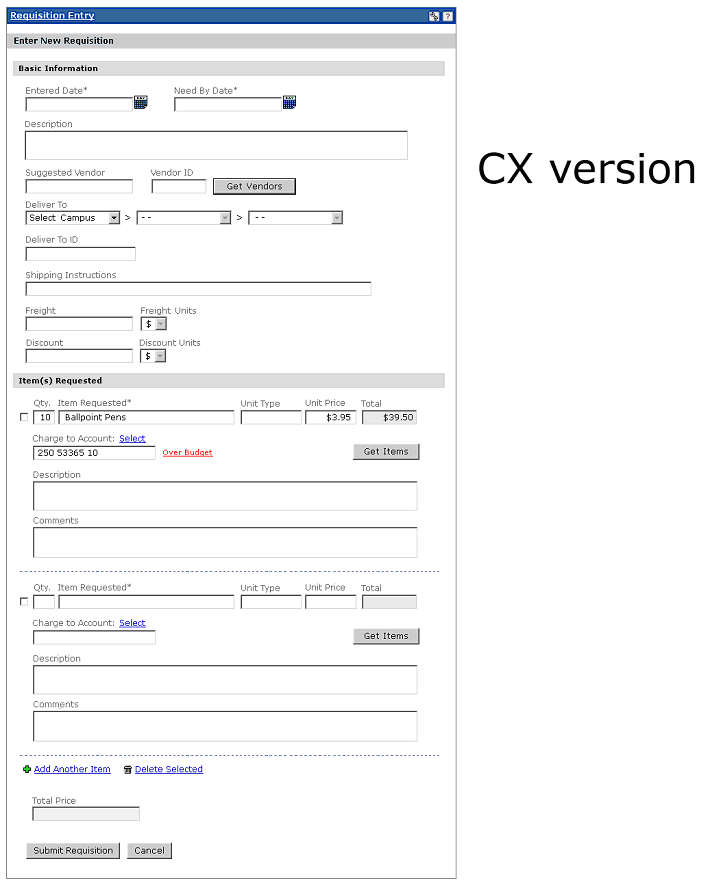 Requisition Entry
?
Enter New Requisition
CX version
Basic Information
Entered Date* Need By Date*
Description
Suggested Vendor Vendor ID
Get Vendors
Deliver To
Select Campus > -- > --
Deliver To ID
Shipping Instructions
Freight Freight Units
$
Discount Discount Units
$
Item(s) Requested
Qty. Item Requested* Unit Type Unit Price Total
10 Ballpoint Pens $3.95 $39.50
Charge to Account: Select
250 53365 10 Over Budget Get Items
Description
Comments
Qty. Item Requested* Unit Type Unit Price Total
Charge to Account: Select
Get Items
Description
Comments
Add Another Item Delete Selected
Total Price
Submit Requisition Cancel